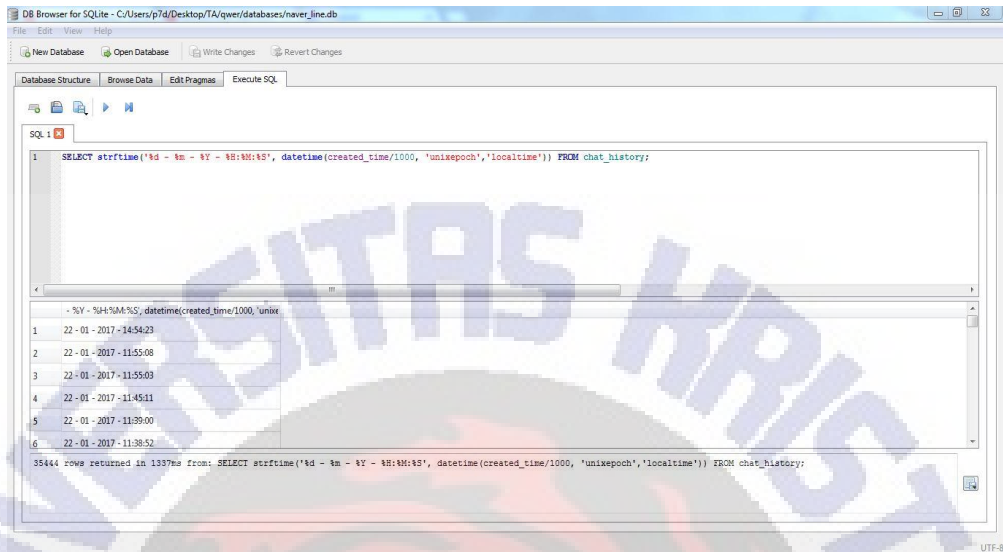 DB Browser for SQLite - C:/Users/p7d/Desktop/TA/qwer/databases/naver_line.db
File Edit View Help
New Database Open Database Write Changes Revert Changes
Database Structure Browse Data Edit Pragmas Execute SQL
SQL 1
1 SELECT strftime('%d - %m - %Y - %H:%M:%S', datetime(created_time/1000, 'unixepoch','localtime')) FROM chat_history;
- %Y - %H:%M:%S', datetime(created_time/1000, 'unixe
1 22 - 01 - 2017 - 14:54:23
2 22 - 01 - 2017 - 11:55:08
3 22 - 01 - 2017 - 11:55:03
4 22 - 01 - 2017 - 11:45:11
5 22 - 01 - 2017 - 11:39:00
6 22 - 01 - 2017 - 11:38:52
35444 rows returned in 1337ms from: SELECT strftime('%d - %m - %Y - %H:%M:%S', datetime(created_time/1000, 'unixepoch','localtime')) FROM chat_history;
UTF-8
VERSITAS KRIST